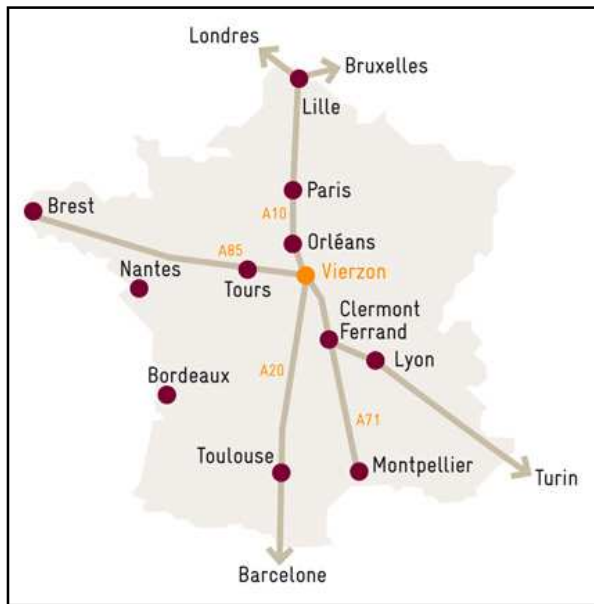 Londres
Bruxelles
Lille
Paris
Brest
A10
Orléans
A85
Vierzon
Nantes
Tours
Clermont
Ferrand
Lyon
A20
Bordeaux
A71
Toulouse
Montpellier
Turin
Barcelone